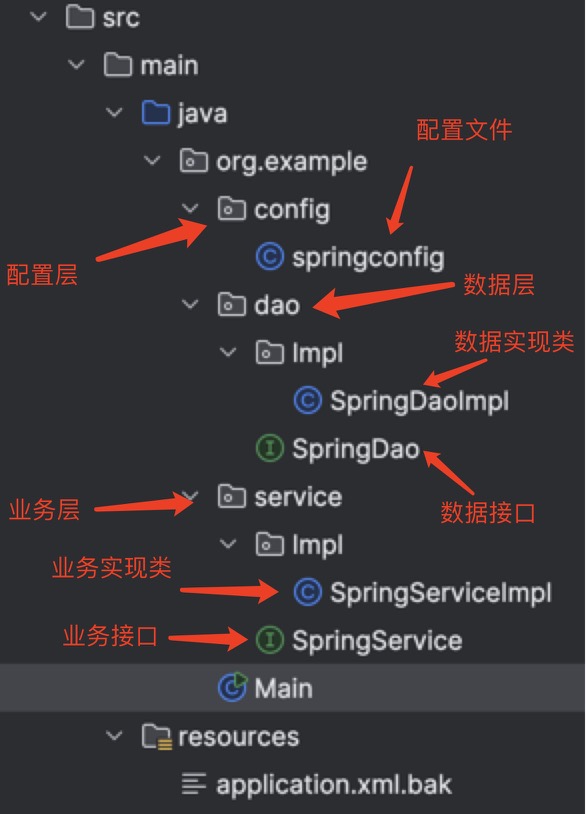 src
main
java
配置文件
org.example
config
配置层
springconfig
数据层
dao
数据实现类
Impl
SpringDaoImpl
SpringDao
数据接口
业务层
service
Impl
业务实现类
SpringServiceImpl
业务接口
SpringService
Main
resources
application.xml.bak